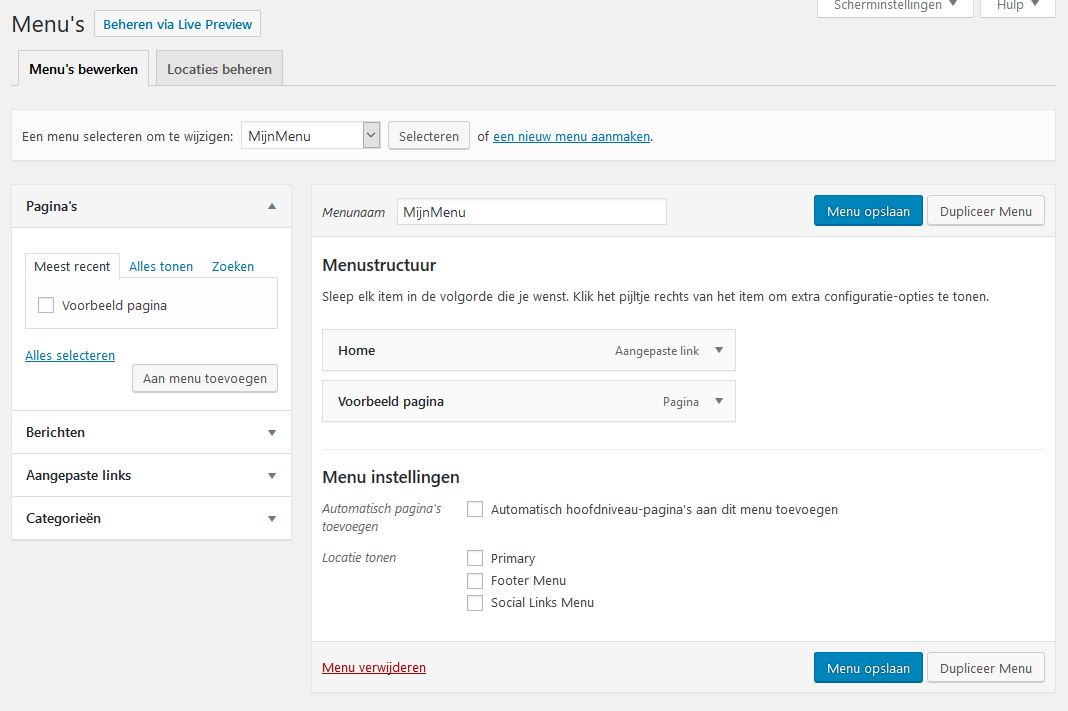 Scherminstellingen
Hulp
Menu's
Beheren via Live Preview
Menu's bewerken
Locaties beheren
Een menu selecteren om te wijzigen: MijnMenu Selecteren of een nieuw menu aanmaken.
Pagina's
Meest recent Alles tonen Zoeken
Voorbeeld pagina
Alles selecteren
Aan menu toevoegen
Berichten
Aangepaste links
Categorieën
Menunaam MijnMenu Menu opslaan Dupliceer Menu
Menustructuur
Sleep elk item in de volgorde die je wenst. Klik het pijltje rechts van het item om extra configuratie-opties te tonen.
Home Aangepaste link
Voorbeeld pagina Pagina
Menu instellingen
Automatisch pagina's
toevoegen
Automatisch hoofdniveau-pagina's aan dit menu toevoegen
Locatie tonen
Primary
Footer Menu
Social Links Menu
Menu verwijderen Menu opslaan Dupliceer Menu